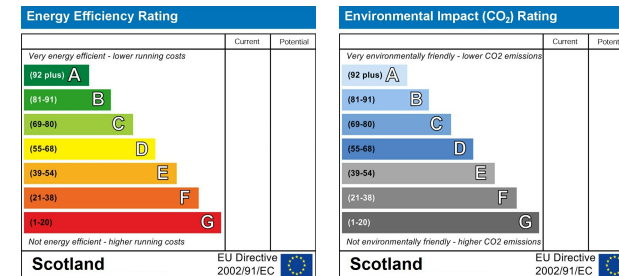 Energy Efficiency Rating
Current Potential
Very energy efficient - lower running costs
(92 plus) A
(81-91) B
(69-80) C
(55-68) D
(39-54) E
(21-38) F
(1-20) G
Not energy efficient - higher running costs
Scotland
EU Directive
2002/91/EC
Environmental Impact (CO₂) Rating
Current Potent
Very environmentally friendly - lower CO2 emissions
(92 plus) A
(81-91) B
(69-80) C
(55-68) D
(39-54) E
(21-38) F
(1-20) G
Not environmentally friendly - higher CO2 emissions
Scotland
EU Directive
2002/91/EC